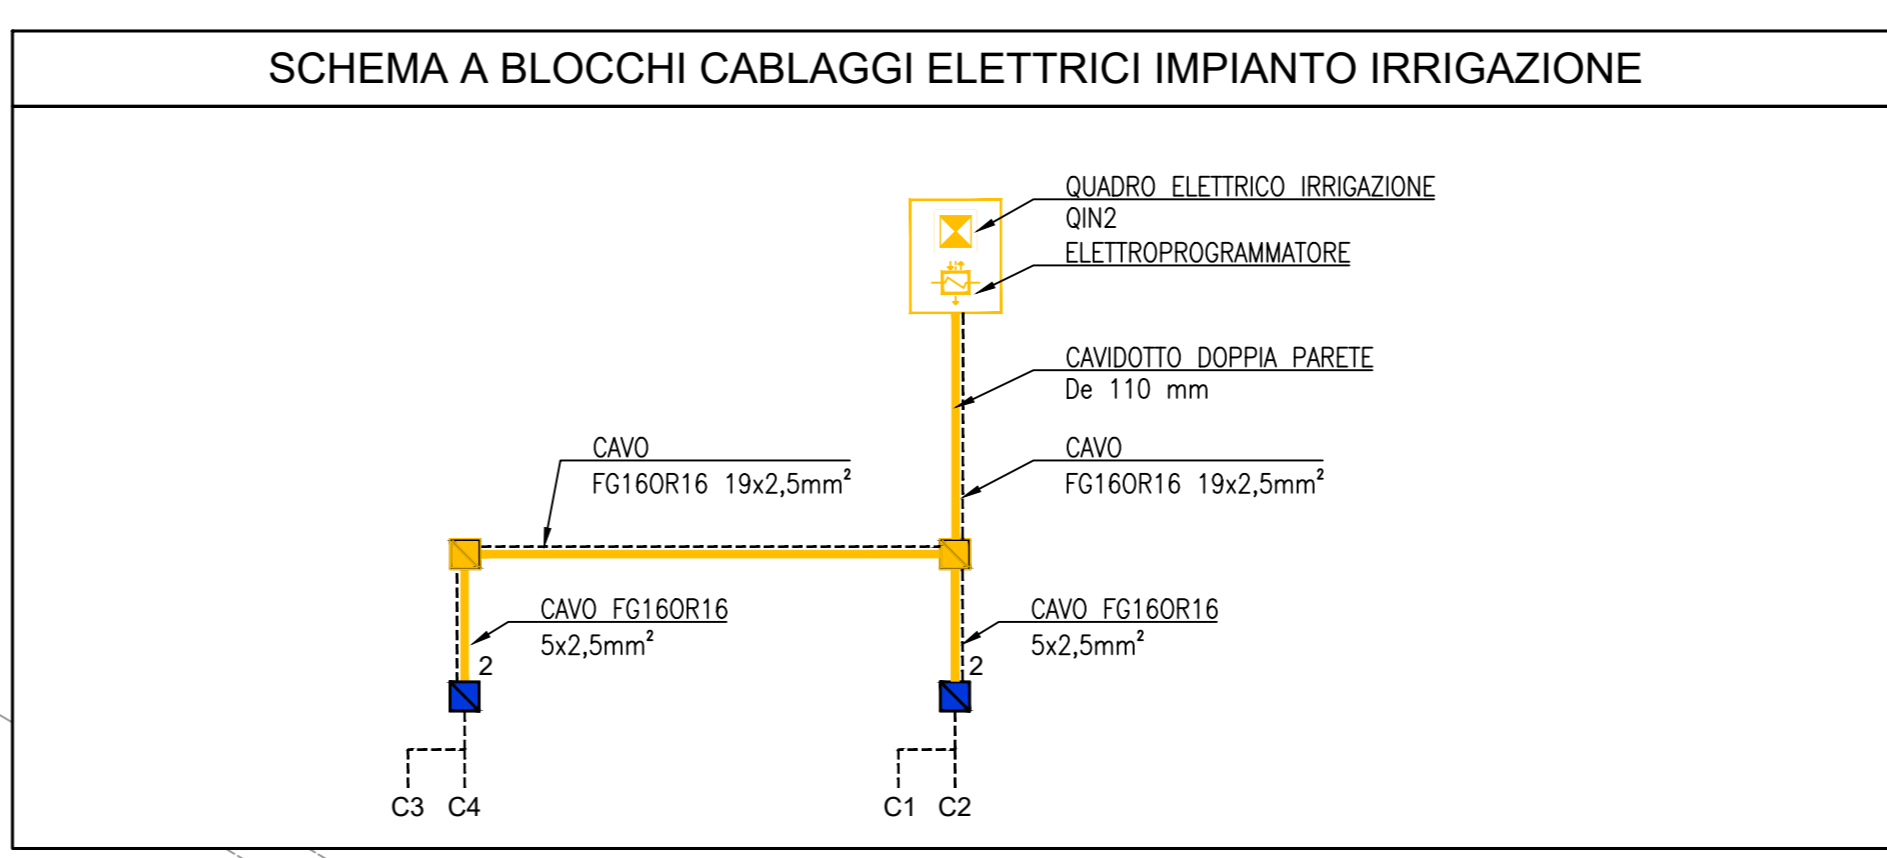 SCHEMA A BLOCCHI CABLAGGI ELETTRICI IMPIANTO IRRIGAZIONE
QUADRO ELETTRICO IRRIGAZIONE
QIN2
ELETTROPROGRAMMATORE
CAVIDOTTO DOPPIA PARETE
De 110 mm
CAVO
FG16OR16 19x2,5mm²
CAVO
FG16OR16 19x2,5mm²
CAVO FG16OR16
5x2,5mm²
2
CAVO FG16OR16
5x2,5mm²
2
C3 C4
C1 C2